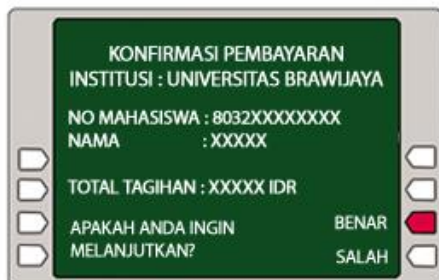 KONFIRMASI PEMBAYARAN
INSTITUSI : UNIVERSITAS BRAWIJAYA
NO MAHASISWA : 8032XXXXXXXX
NAMA : XXXXX
TOTAL TAGIHAN : XXXXX IDR
APAKAH ANDA INGIN
MELANJUTKAN?
BENAR
SALAH